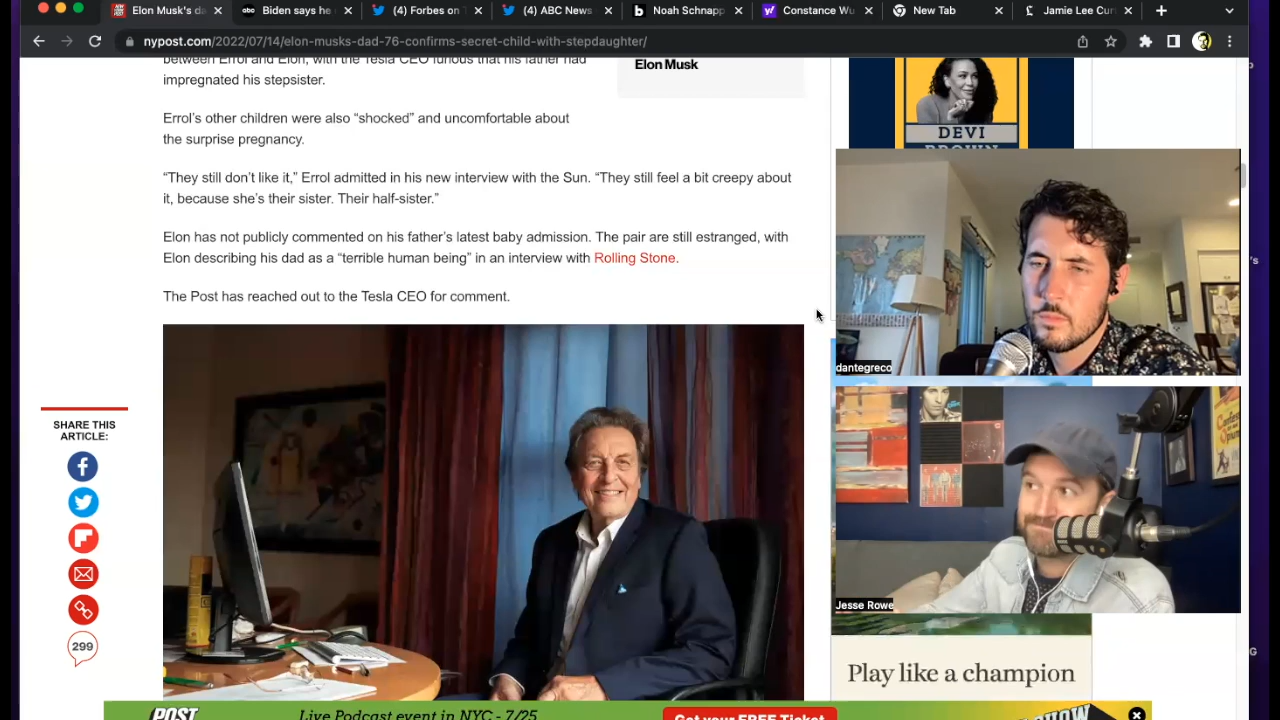 Elon Musk's da
Biden says he
(4) Forbes on T
(4) ABC News
Noah Schnapp
Constance Wu
New Tab
Jamie Lee Cur
nypost.com/2022/07/14/elon-musks-dad-76-confirms-secret-child-with-stepdaughter/
between Errol and Elon, with the Tesla CEO furious that his father had
impregnated his stepsister.
Elon Musk
Errol's other children were also “shocked” and uncomfortable about
the surprise pregnancy.
“They still don’t like it,” Errol admitted in his new interview with the Sun. “They still feel a bit creepy about
it, because she’s their sister. Their half-sister.”
Elon has not publicly commented on his father’s latest baby admission. The pair are still estranged, with
Elon describing his dad as a “terrible human being” in an interview with Rolling Stone.
The Post has reached out to the Tesla CEO for comment.
SHARE THIS
ARTICLE:
299
DEVI
BROWN
dantegreco
Jesse Rowe
Play like a champion
POST
Live Podcast event in NYC - 7/25
Get your FREE Ticket
SHOW